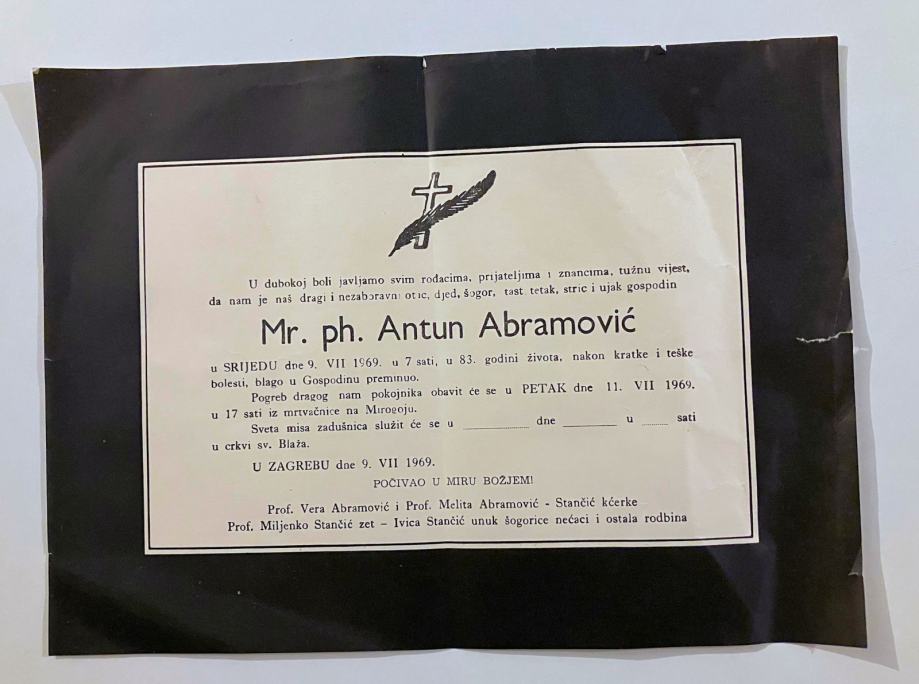 U dubokoj boli javljamo svim rođacima, prijateljima i znancima, tužnu vijest,
da nam je naš dragi i nezaboravni otic, djed, šogor, tast tetak, stric i ujak gospodin
Mr. ph. Antun Abramović
u SRIJEDU dne 9. VII 1969. u 7 sati, u 83. godini života, nakon kratke i teške
bolesti, blago u Gospodinu preminuo.
Pogreb dragog nam pokojnika obavit će se u PETAK dne 11. VII 1969.
u 17 sati iz mrtvačnice na Mirogoju.
Sveta misa zadušnica služit će se u ____________ dne __________ u _____ sati
u crkvi sv. Blaža.
U ZAGREBU dne 9. VII 1969.
POČIVAO U MIRU BOŽJEM!
Prof. Vera Abramović i Prof. Melita Abramović - Stančić kćerke
Prof. Miljenko Stančić zet – Ivica Stančić unuk šogorice nećaci i ostala rodbina